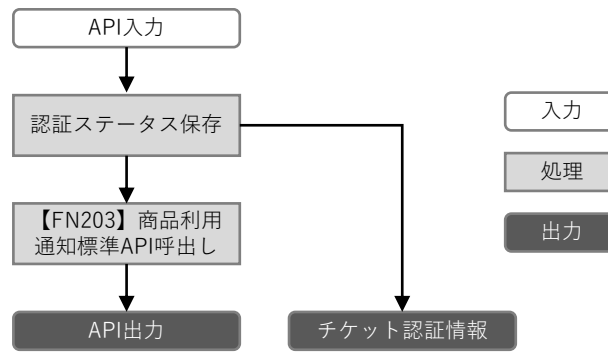 API入力
認証ステータス保存
【FN203】商品利用
通知標準API呼出し
API出力
チケット認証情報
入力
処理
出力